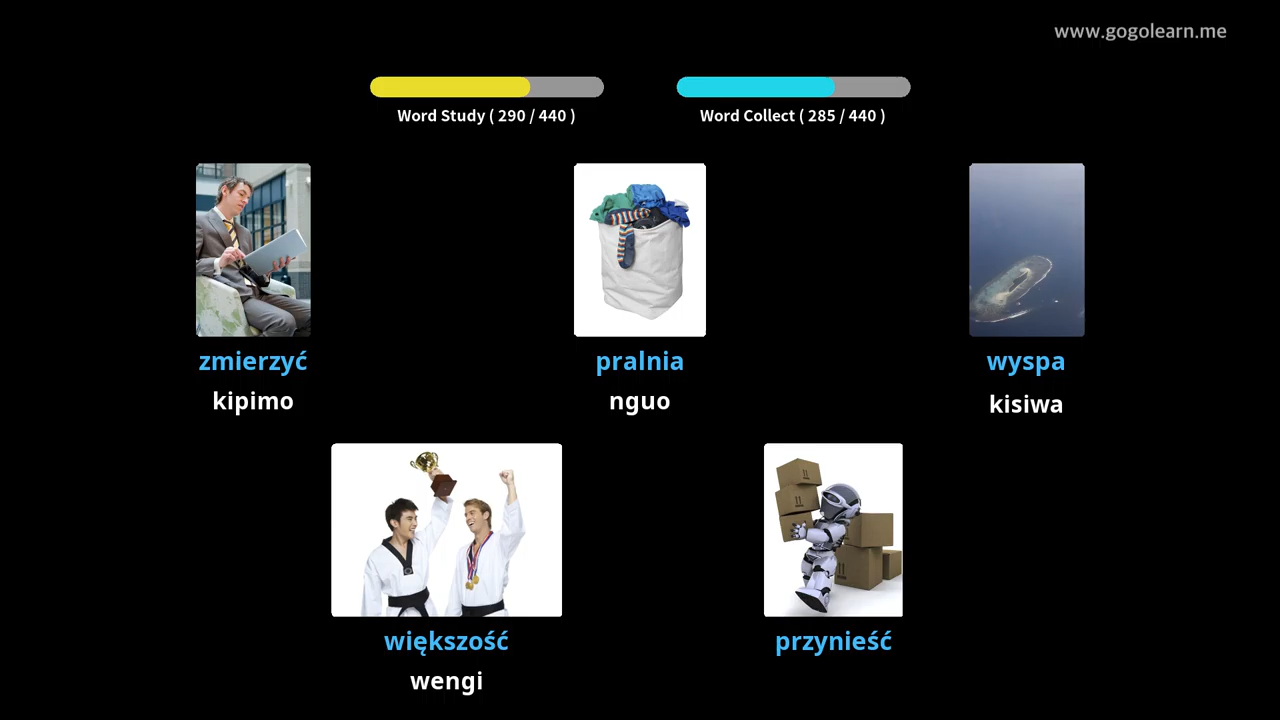 www.gogolearn.me
Word Study ( 290 / 440 )
Word Collect ( 285 / 440 )
zmierzyć
kipimo
pralnia
nguo
wyspa
kisiwa
większość
wengi
przynieść